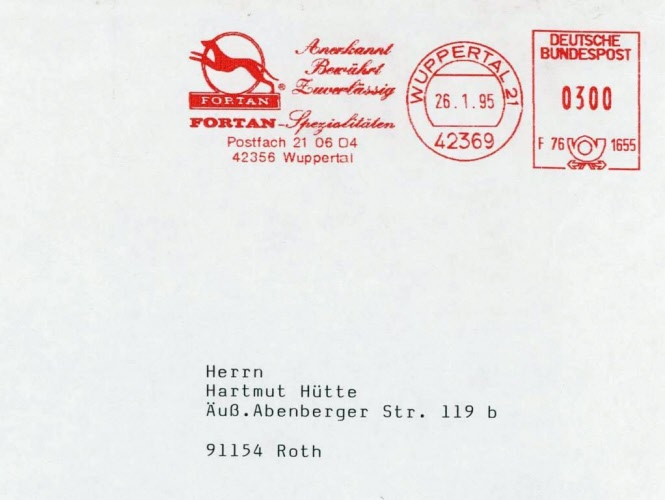 Anerkannt
Bewährt
Zuverlässig
FORTAN
®
FORTAN-Spezialitäten
Postfach 21 06 04
42356 Wuppertal
WUPPERTAL 21
26.1.95
42369
DEUTSCHE
BUNDESPOST
0300
F 76 1655
Herrn
Hartmut Hütte
Äuß.Abenberger Str. 119 b
91154 Roth